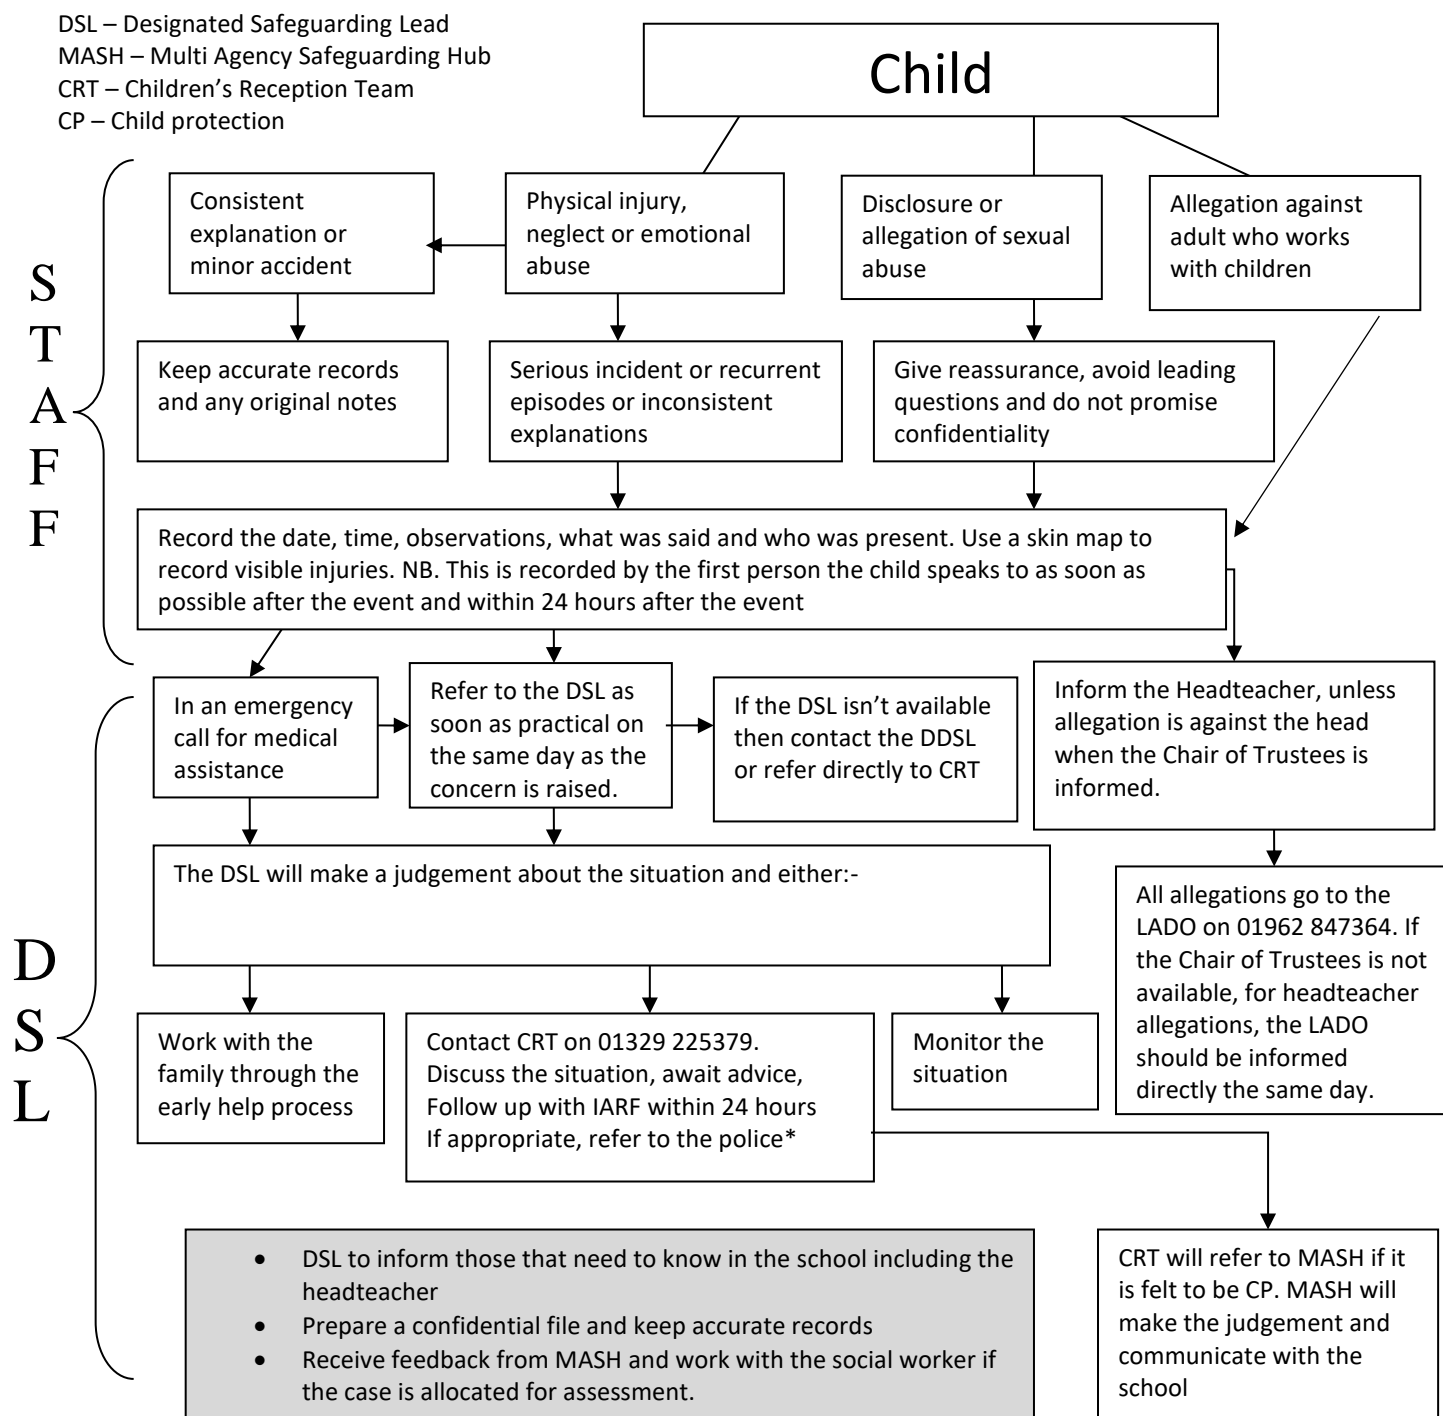 DSL – Designated Safeguarding Lead
MASH – Multi Agency Safeguarding Hub
CRT – Children’s Reception Team
CP – Child protection
Child
S
T
A
F
F
Consistent
explanation or
minor accident
Physical injury,
neglect or emotional
abuse
Disclosure or
allegation of sexual
abuse
Allegation against
adult who works
with children
Keep accurate records
and any original notes
Serious incident or recurrent
episodes or inconsistent
explanations
Give reassurance, avoid leading
questions and do not promise
confidentiality
Record the date, time, observations, what was said and who was present. Use a skin map to
record visible injuries. NB. This is recorded by the first person the child speaks to as soon as
possible after the event and within 24 hours after the event
D
S
L
In an emergency
call for medical
assistance
Refer to the DSL as
soon as practical on
the same day as the
concern is raised.
If the DSL isn’t available
then contact the DDSL
or refer directly to CRT
Inform the Headteacher, unless
allegation is against the head
when the Chair of Trustees is
informed.
The DSL will make a judgement about the situation and either:-
All allegations go to the
LADO on 01962 847364. If
the Chair of Trustees is not
available, for headteacher
allegations, the LADO
should be informed
directly the same day.
Work with the
family through the
early help process
Contact CRT on 01329 225379.
Discuss the situation, await advice,
Follow up with IARF within 24 hours
If appropriate, refer to the police*
Monitor the
situation
• DSL to inform those that need to know in the school including the
headteacher
• Prepare a confidential file and keep accurate records
• Receive feedback from MASH and work with the social worker if
the case is allocated for assessment.
CRT will refer to MASH if it
is felt to be CP. MASH will
make the judgement and
communicate with the
school